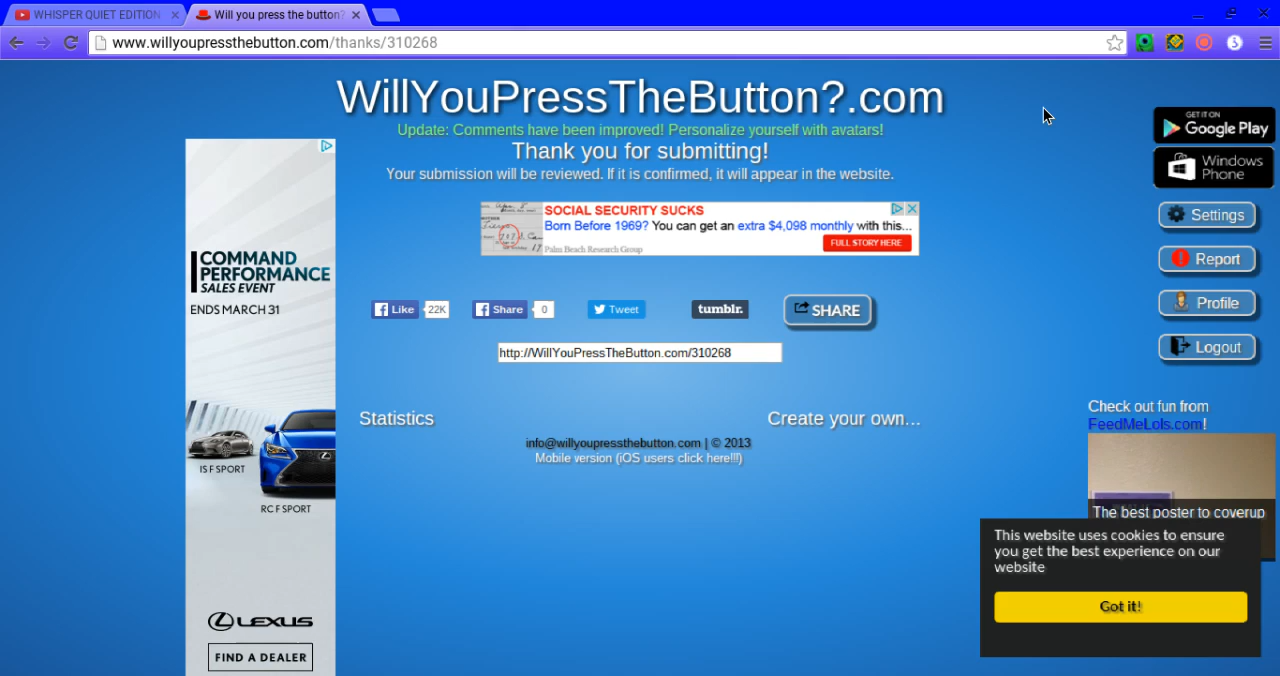 WHISPER QUIET EDITION
Will you press the button?
www.willyoupressthebutton.com/thanks/310268
WillYouPressTheButton?.com
Update: Comments have been improved! Personalize yourself with avatars!
Thank you for submitting!
Your submission will be reviewed. If it is confirmed, it will appear in the website.
GET IT ON
Google Play
Windows
Phone
SOCIAL SECURITY SUCKS
Born Before 1969? You can get an extra $4,098 monthly with this...
Palm Beach Research Group
FULL STORY HERE
Settings
Report
Profile
Logout
COMMAND
PERFORMANCE
SALES EVENT
ENDS MARCH 31
IS F SPORT
RC F SPORT
LEXUS
FIND A DEALER
Like 22K Share 0 Tweet tumblr. SHARE
http://WillYouPressTheButton.com/310268
Statistics Create your own...
info@willyoupressthebutton.com | © 2013
Mobile version (iOS users click here!!!)
Check out fun from
FeedMeLols.com!
The best poster to coverup
This website uses cookies to ensure
you get the best experience on our
website
Got it!